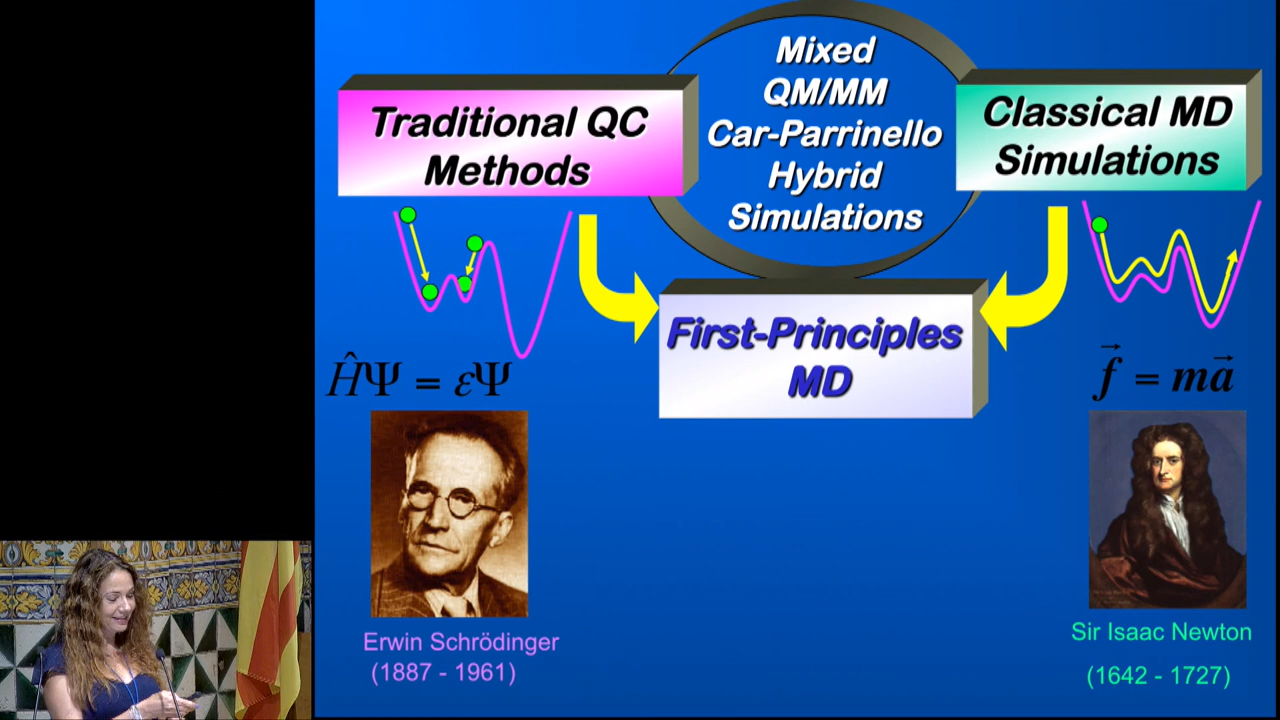 Mixed
QM/MM
Car-Parrinello
Hybrid
Simulations
Traditional QC
Methods
Classical MD
Simulations
First-Principles
MD
ĤΨ = εΨ
f⃗ = ma⃗
Erwin Schrödinger
(1887 - 1961)
Sir Isaac Newton
(1642 - 1727)